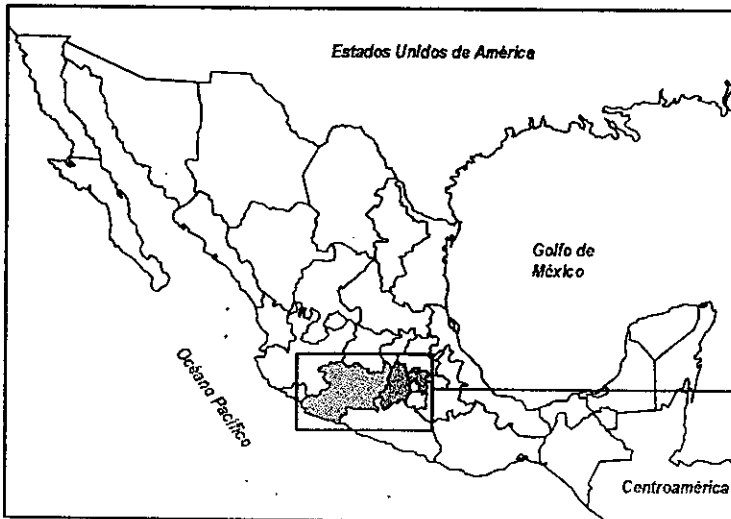 Estados Unidos de América
Golfo de
México
Océano Pacífico
Centroamérica